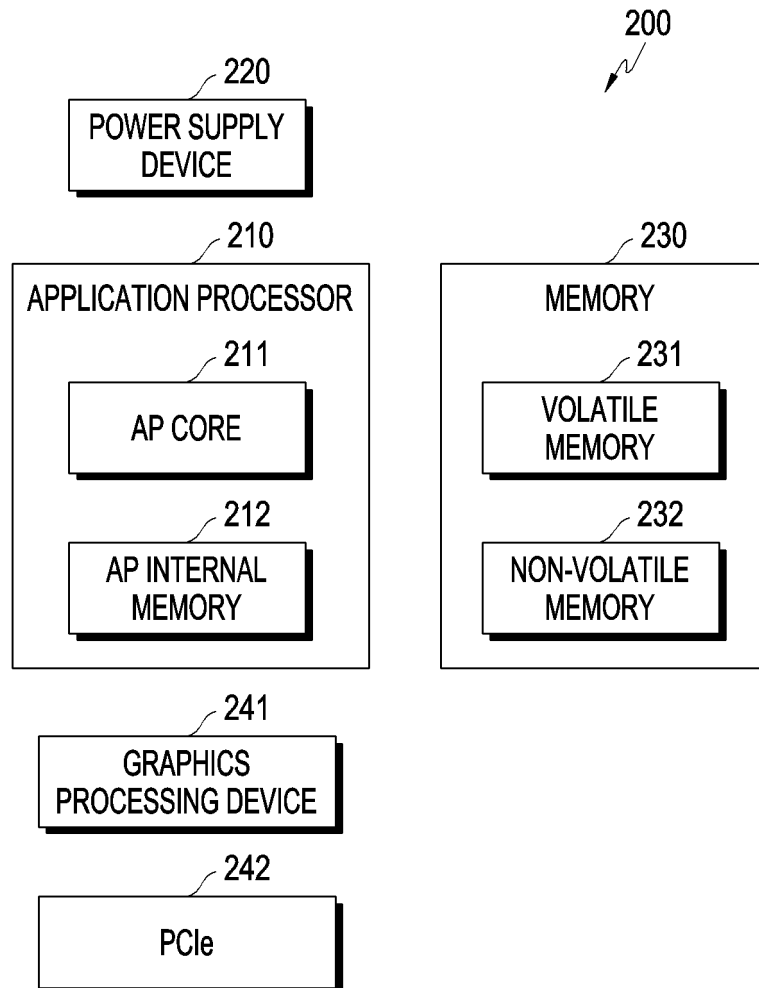 200
220
POWER SUPPLY
DEVICE
210
APPLICATION PROCESSOR
211
AP CORE
212
AP INTERNAL
MEMORY
230
MEMORY
231
VOLATILE
MEMORY
232
NON-VOLATILE
MEMORY
241
GRAPHICS
PROCESSING DEVICE
242
PCIe